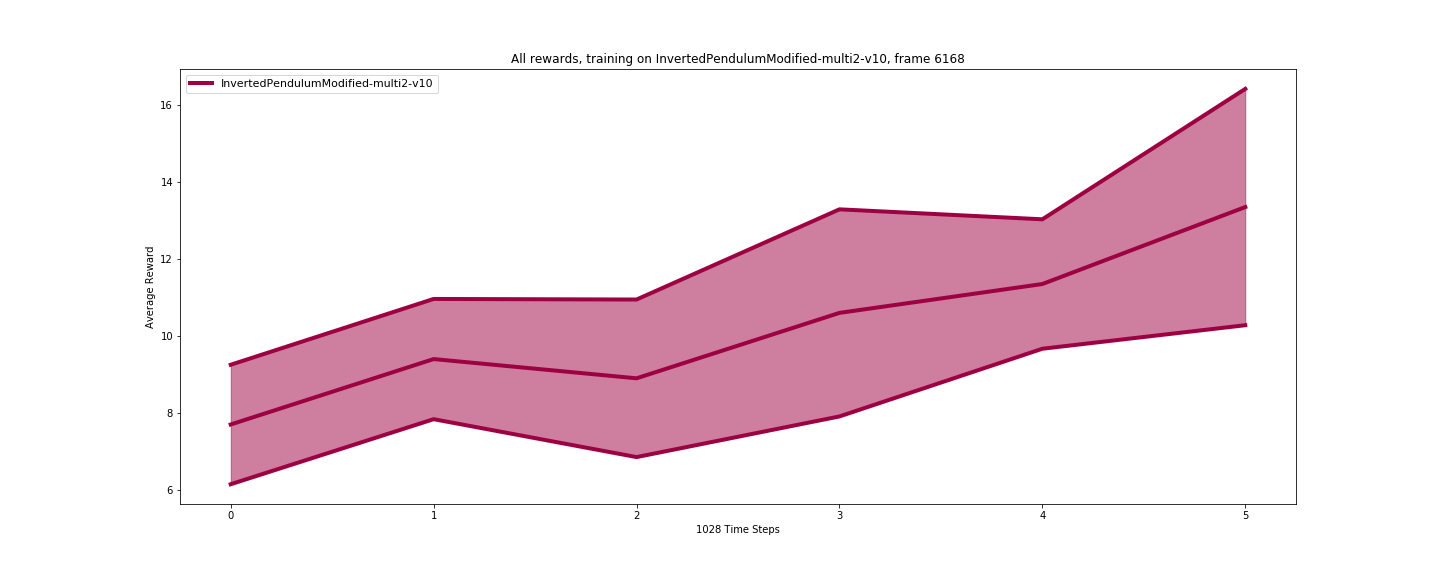 All rewards, training on InvertedPendulumModified-multi2-v10, frame 6168
InvertedPendulumModified-multi2-v10
16
14
12
10
8
6
Average Reward
0 1 2 3 4 5
1028 Time Steps